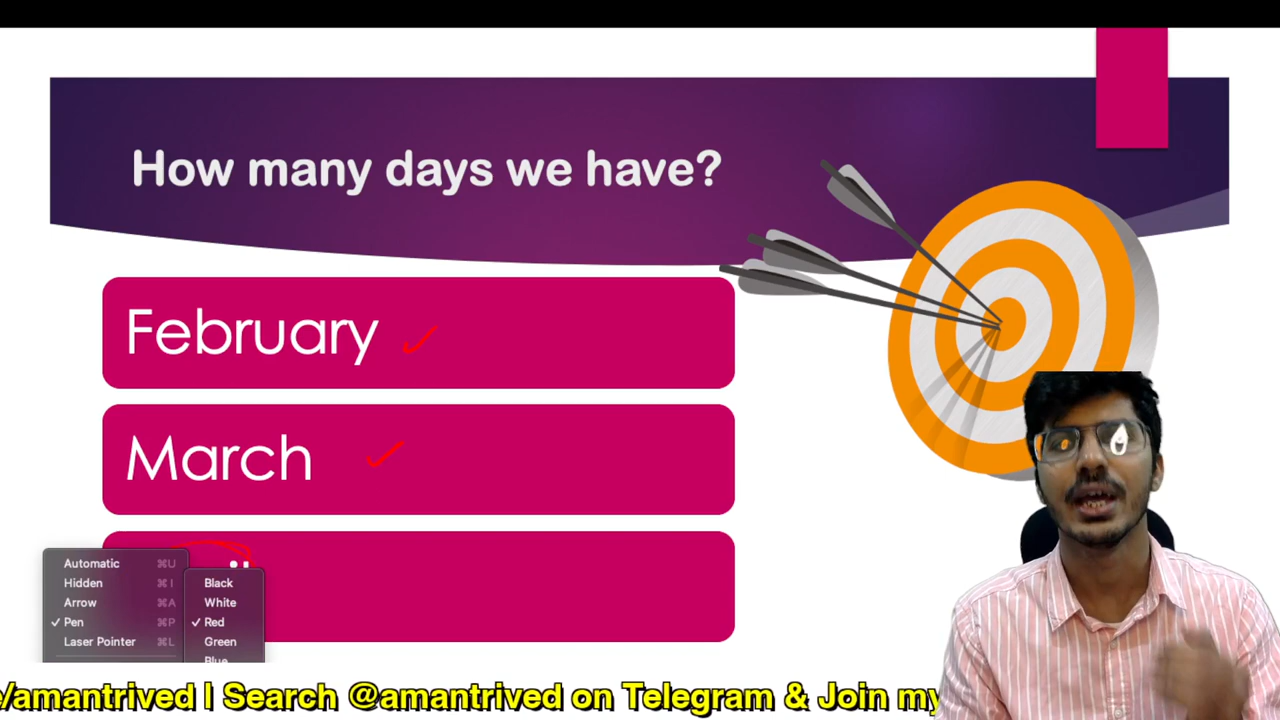 How many days we have?
February
March
Automatic ⌘U
Hidden ⌘I
Arrow ⌘A
✓ Pen ⌘P
Laser Pointer ⌘L
Black
White
✓ Red
Green
Blue
/amantrived I Search @amantrived on Telegram & Join my